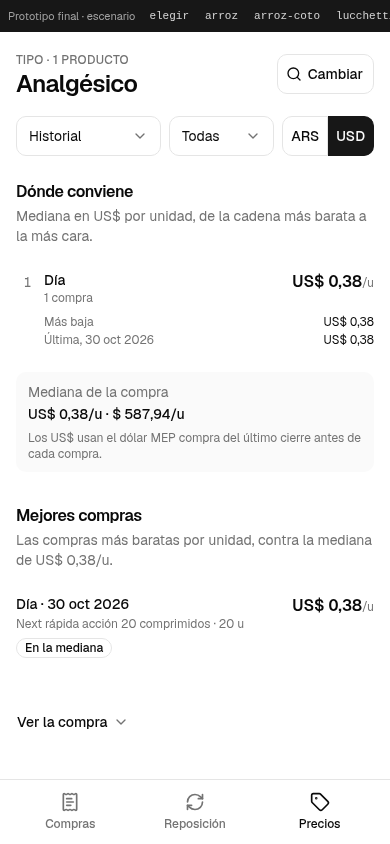 Prototipo final · escenario elegir arroz arroz-coto
TIPO · 1 PRODUCTO
Analgésico
Cambiar
Historial
Todas
ARS
USD
Dónde conviene
Mediana en US$ por unidad, de la cadena más barata a
la más cara.
1
Día
US$ 0,38/u
1 compra
Más baja
US$ 0,38
Última, 30 oct 2026
US$ 0,38
Mediana de la compra
US$ 0,38/u · $ 587,94/u
Los US$ usan el dólar MEP compra del último cierre antes de
cada compra.
Mejores compras
Las compras más baratas por unidad, contra la mediana
de US$ 0,38/u.
Día · 30 oct 2026
US$ 0,38/u
Next rápida acción 20 comprimidos · 20 u
En la mediana
Ver la compra
Compras
Reposición
Precios